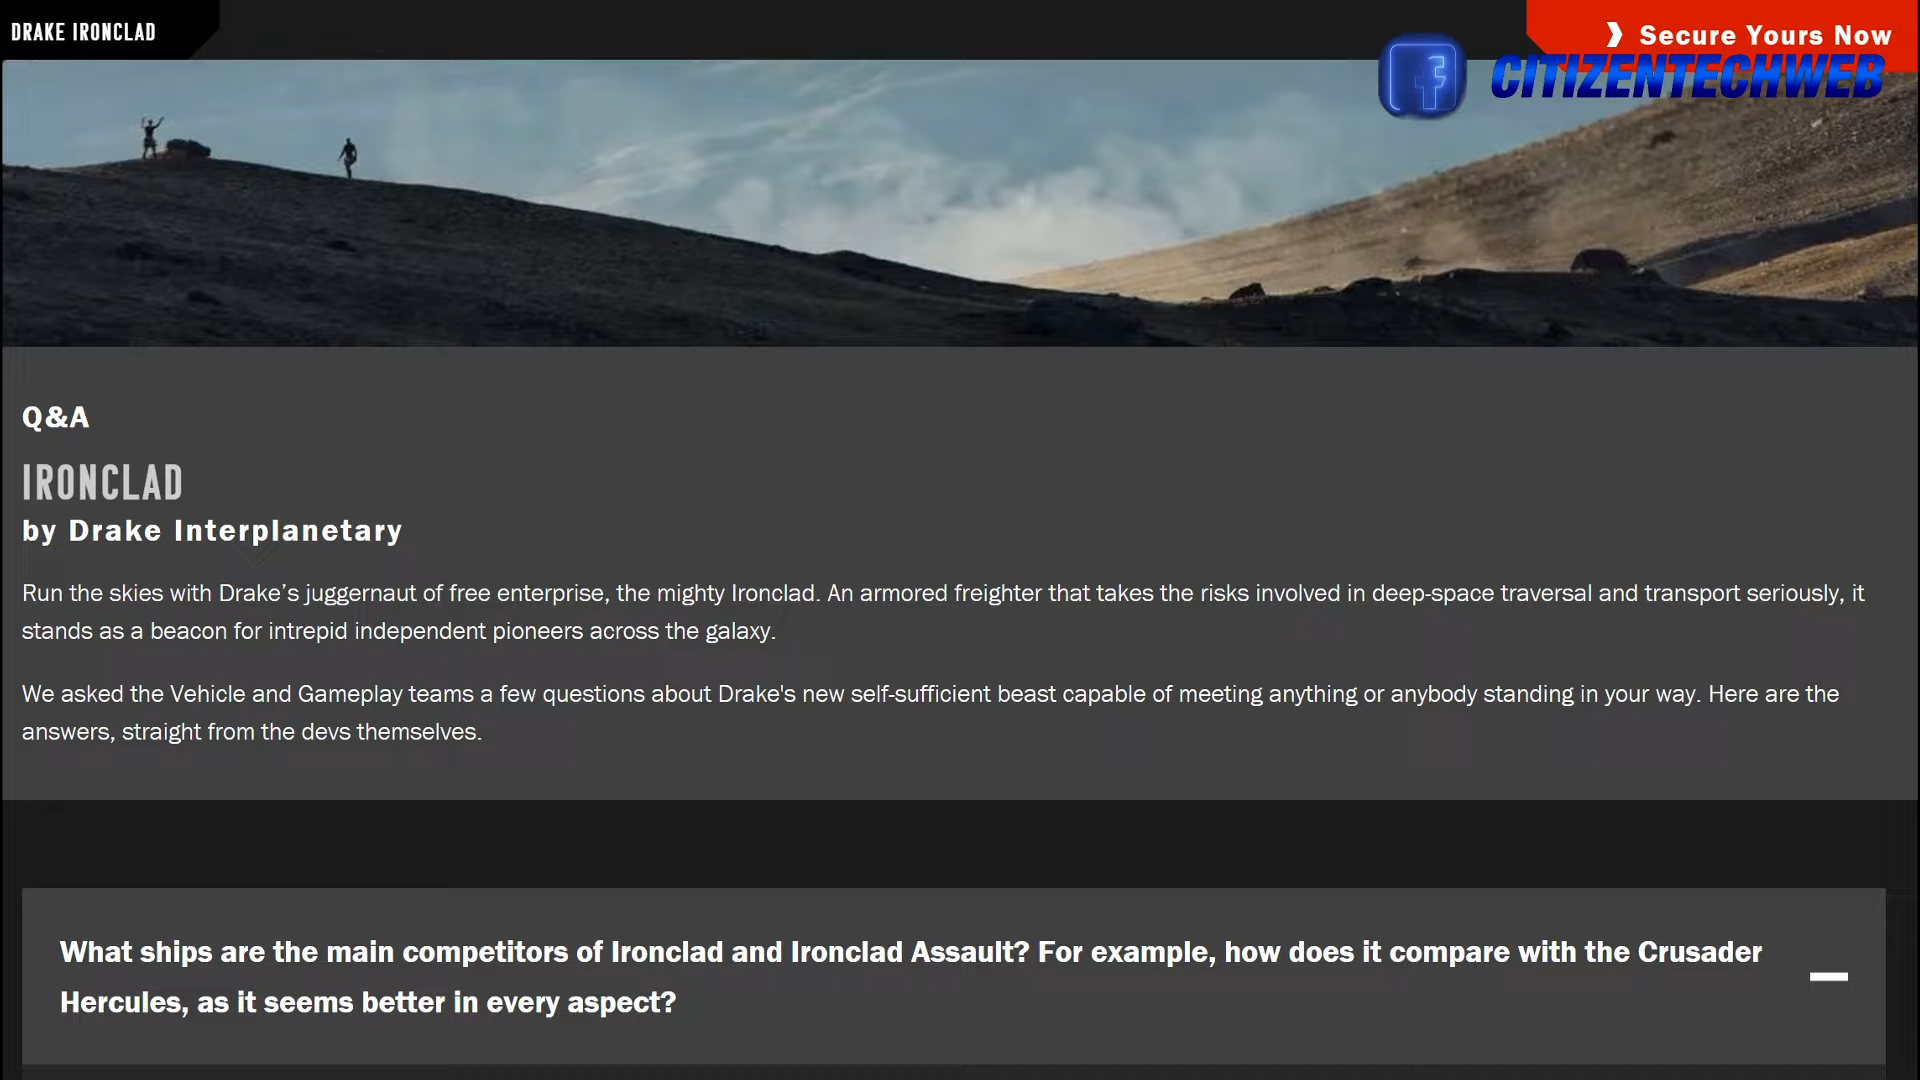 DRAKE IRONCLAD
Secure Yours Now
CITIZENTECHWEB
Q&A
IRONCLAD
by Drake Interplanetary
Run the skies with Drake’s juggernaut of free enterprise, the mighty Ironclad. An armored freighter that takes the risks involved in deep-space traversal and transport seriously, it
stands as a beacon for intrepid independent pioneers across the galaxy.
We asked the Vehicle and Gameplay teams a few questions about Drake's new self-sufficient beast capable of meeting anything or anybody standing in your way. Here are the
answers, straight from the devs themselves.
What ships are the main competitors of Ironclad and Ironclad Assault? For example, how does it compare with the Crusader
Hercules, as it seems better in every aspect?